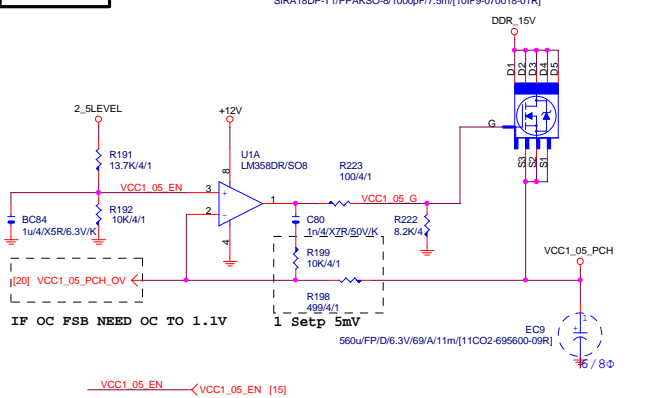 SIRA18DP-T1/PPAKSO-8/1000pF/7.5m/[10IF9-070018-01R]
DDR_15V
D1
D2
D3
D4
D5
G
S3
S2
S1
2_5LEVEL
+12V
R191
13.7K/4/1
U1A
LM358DR/SO8
8
R223
100/4/1
VCC1_05_EN
3
+
1
VCC1_05_G
2
-
4
BC84
1u/4/X5R/6.3V/K
R192
10K/4/1
C80
1n/4/X7R/50V/K
R222
8.2K/4
R199
10K/4/1
VCC1_05_PCH
[20] VCC1_05_PCH_OV
R198
499/4/1
IF OC FSB NEED OC TO 1.1V
1 Setp 5mV
EC9
560u/FP/D/6.3V/69/A/11m/[11CO2-695600-09R]
1
+
6/8Φ
VCC1_05_EN
VCC1_05_EN [15]